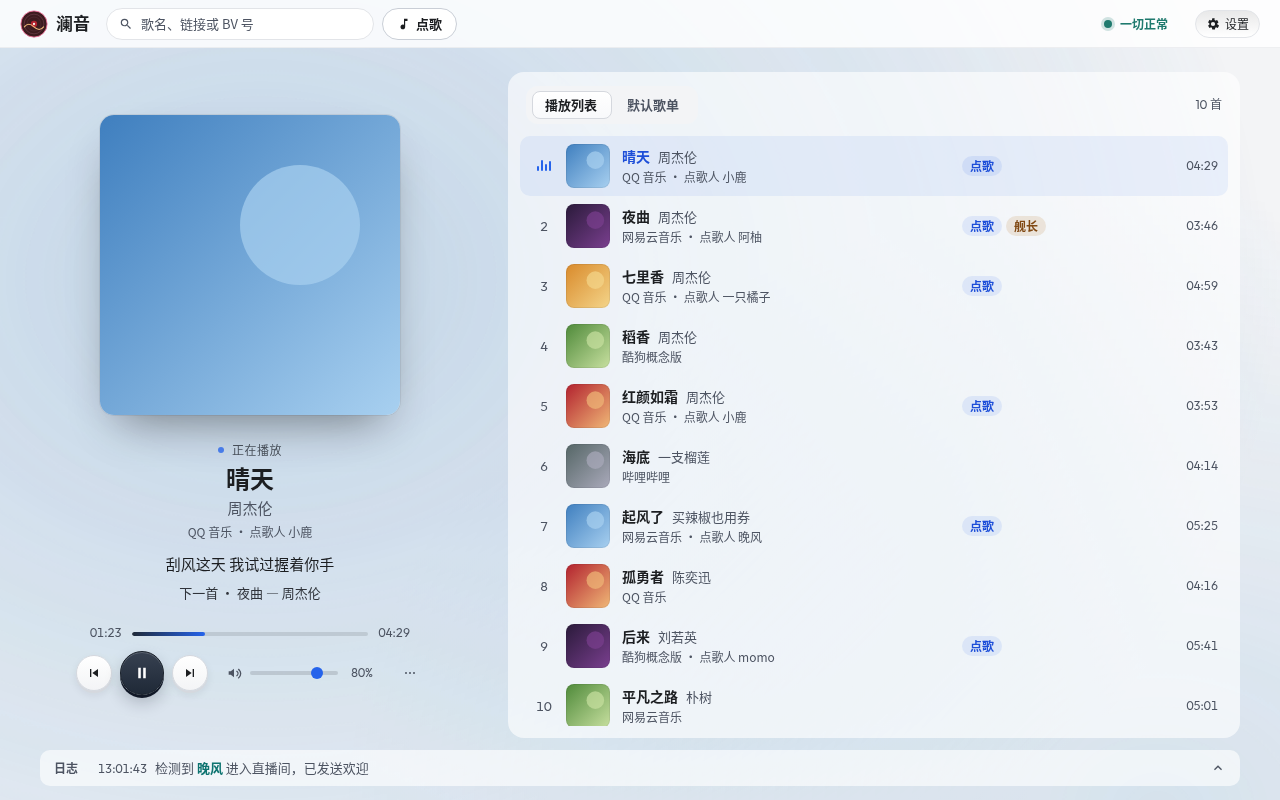 澜音
歌名、链接或 BV 号
点歌
一切正常
设置
正在播放
晴天
周杰伦
QQ 音乐 • 点歌人 小鹿
刮风这天 我试过握着你手
下一首 • 夜曲 — 周杰伦
01:23
04:29
80%
播放列表
默认歌单
10 首
晴天 周杰伦
QQ 音乐 • 点歌人 小鹿
点歌
04:29
2
夜曲 周杰伦
网易云音乐 • 点歌人 阿柚
点歌 舰长
03:46
3
七里香 周杰伦
QQ 音乐 • 点歌人 一只橘子
点歌
04:59
4
稻香 周杰伦
酷狗概念版
03:43
5
红颜如霜 周杰伦
QQ 音乐 • 点歌人 小鹿
点歌
03:53
6
海底 一支榴莲
哔哩哔哩
04:14
7
起风了 买辣椒也用券
网易云音乐 • 点歌人 晚风
点歌
05:25
8
孤勇者 陈奕迅
QQ 音乐
04:16
9
后来 刘若英
酷狗概念版 • 点歌人 momo
点歌
05:41
10
平凡之路 朴树
网易云音乐
05:01
日志
13:01:43 检测到 晚风 进入直播间，已发送欢迎